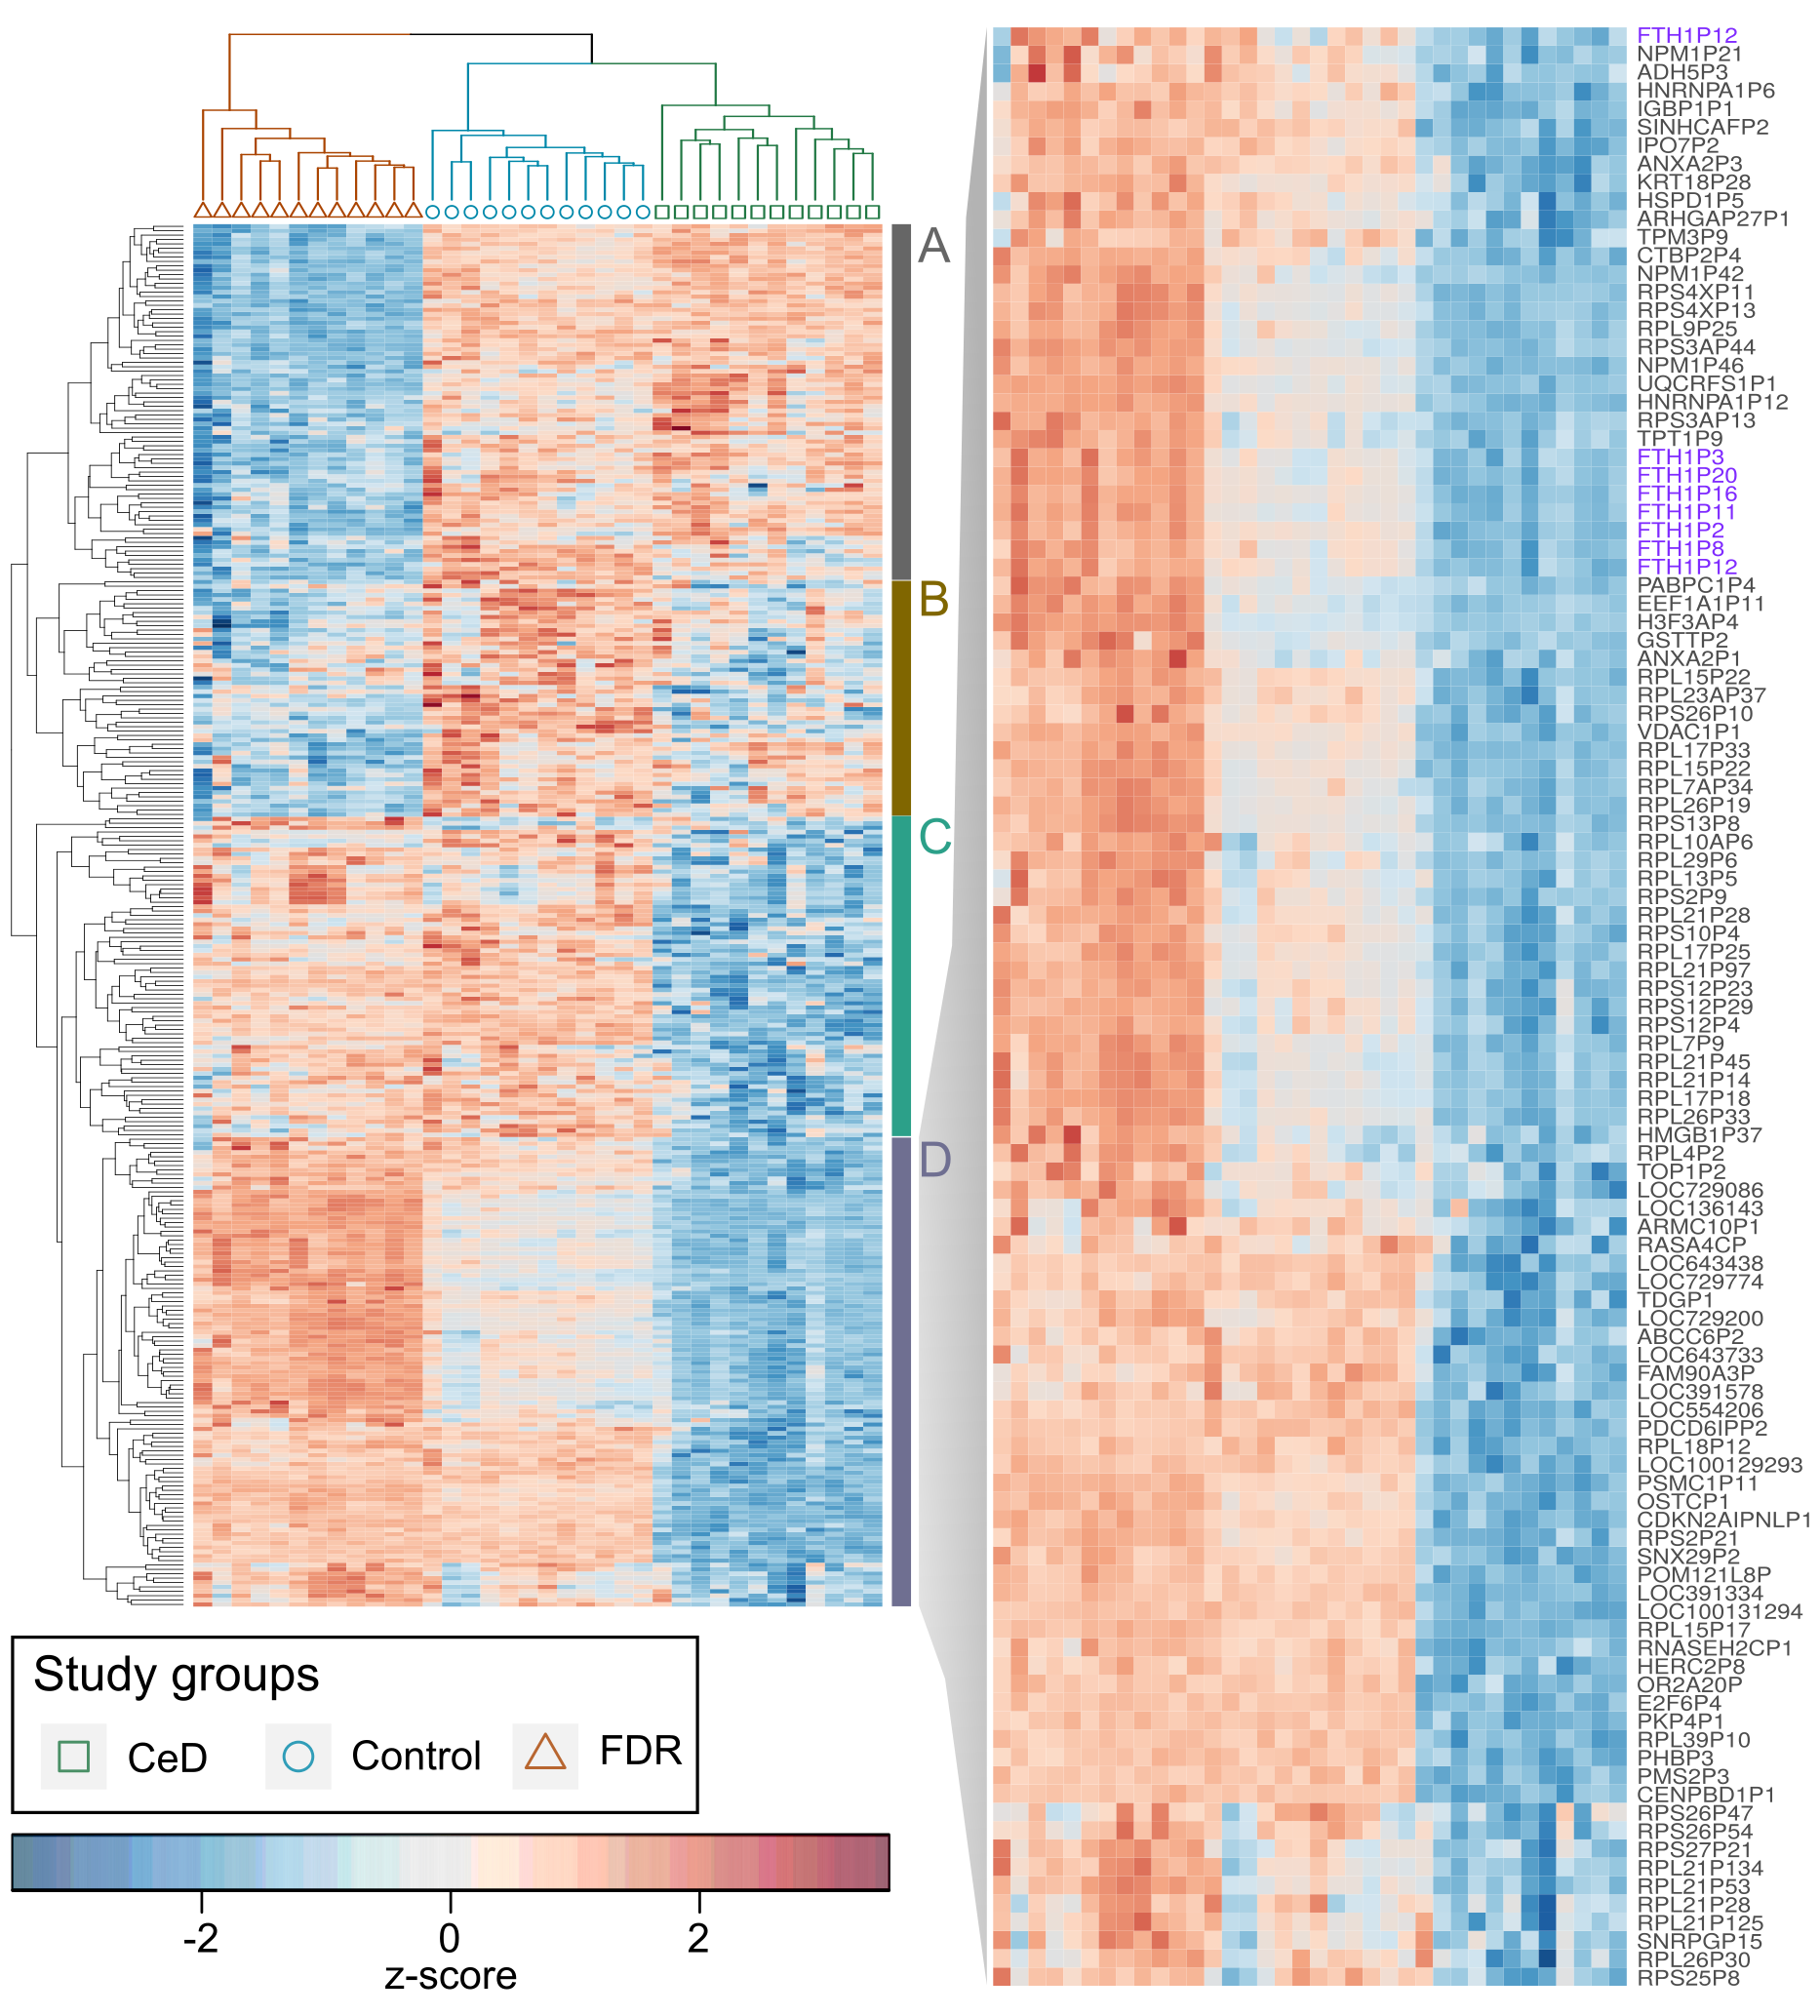 A
B
C
D
Study groups
CeD
Control
FDR
-2
0
2
z-score
FTH1P12
NPM1P21
ADH5P3
HNRNPA1P6
IGBP1P1
SINHCAFP2
IPO7P2
ANXA2P3
KRT18P28
HSPD1P5
ARHGAP27P1
TPM3P9
CTBP2P4
NPM1P42
RPS4XP11
RPS4XP13
RPL9P25
RPS3AP44
NPM1P46
UQCRFS1P1
HNRNPA1P12
RPS3AP13
TPT1P9
FTH1P3
FTH1P20
FTH1P16
FTH1P11
FTH1P2
FTH1P8
FTH1P12
PABPC1P4
EEF1A1P11
H3F3AP4
GSTTP2
ANXA2P1
RPL15P22
RPL23AP37
RPS26P10
VDAC1P1
RPL17P33
RPL15P22
RPL7AP34
RPL26P19
RPS13P8
RPL10AP6
RPL29P6
RPL13P5
RPS2P9
RPL21P28
RPS10P4
RPL17P25
RPL21P97
RPS12P23
RPS12P29
RPS12P4
RPL7P9
RPL21P45
RPL21P14
RPL17P18
RPL26P33
HMGB1P37
RPL4P2
TOP1P2
LOC729086
LOC136143
ARMC10P1
RASA4CP
LOC643438
LOC729774
TDGP1
LOC729200
ABCC6P2
LOC643733
FAM90A3P
LOC391578
LOC554206
PDCD6IPP2
RPL18P12
LOC100129293
PSMC1P11
OSTCP1
CDKN2AIPNLP1
RPS2P21
SNX29P2
POM121L8P
LOC391334
LOC100131294
RPL15P17
RNASEH2CP1
HERC2P8
OR2A20P
E2F6P4
PKP4P1
RPL39P10
PHBP3
PMS2P3
CENPBD1P1
RPS26P47
RPS26P54
RPS27P21
RPL21P134
RPL21P53
RPL21P28
RPL21P125
SNRPGP15
RPL26P30
RPS25P8